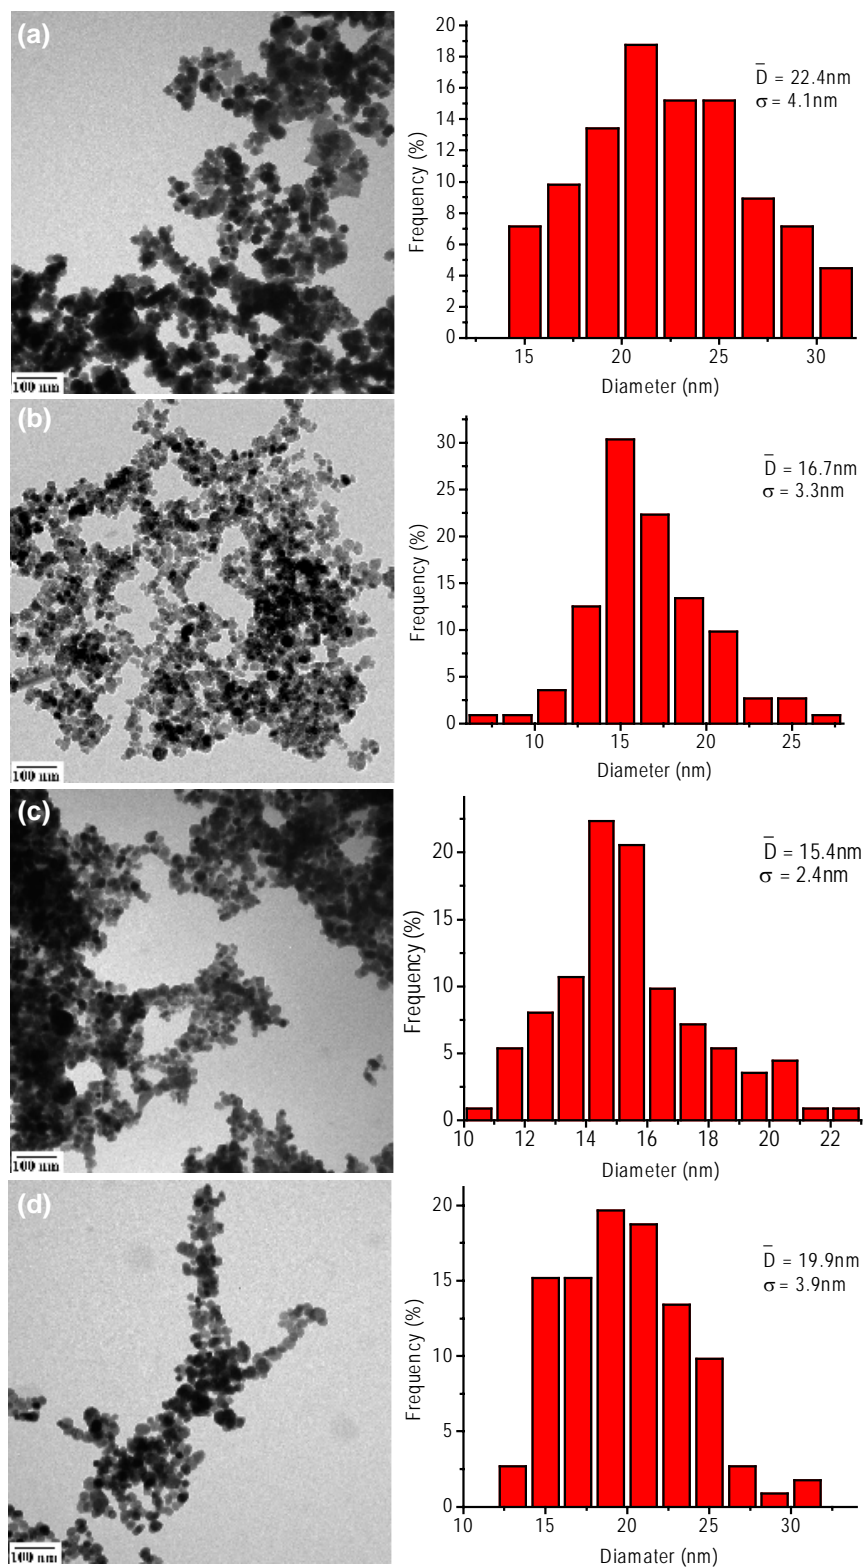 (a)
100 nm
20
18
16
14
12
10
8
6
4
2
0
Frequency (%)
D̅ = 22.4nm
σ = 4.1nm
15 20 25 30
Diameter (nm)
(b)
100 nm
30
25
20
15
10
5
0
Frequency (%)
D̅ = 16.7nm
σ = 3.3nm
10 15 20 25
Diameter (nm)
(c)
100 nm
20
15
10
5
0
Frequency (%)
D̅ = 15.4nm
σ = 2.4nm
10 12 14 16 18 20 22
Diameter (nm)
(d)
100 nm
20
15
10
5
0
Frequency (%)
D̅ = 19.9nm
σ = 3.9nm
10 15 20 25 30
Diamater (nm)